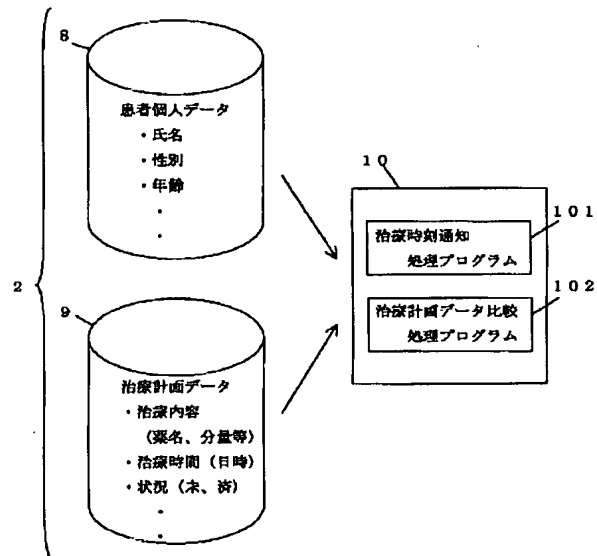 8
患者個人データ
・氏名
・性別
・年齢
・
・
2
9
治療計画データ
・治療内容
(薬名、分量等)
・治療時間(日時)
・状況(未、済)
・
・
10
101
治療時刻通知
処理プログラム
102
治療計画データ比較
処理プログラム